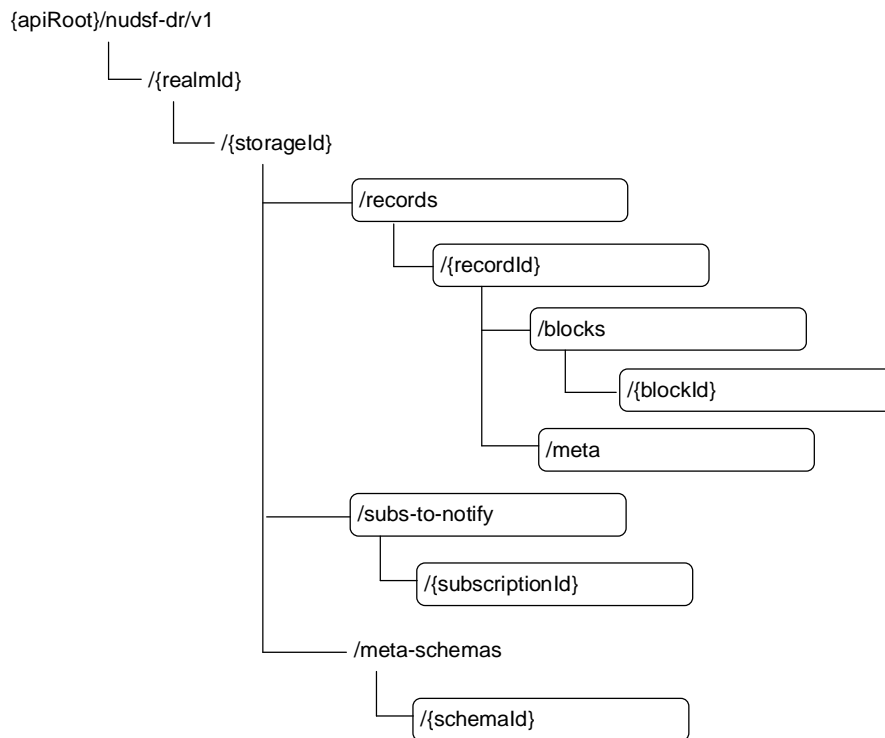 {apiRoot}/nudsf-dr/v1
/{realmId}
/{storageId}
/records
/{recordId}
/blocks
/{blockId}
/meta
/subs-to-notify
/{subscriptionId}
/meta-schemas
/{schemaId}